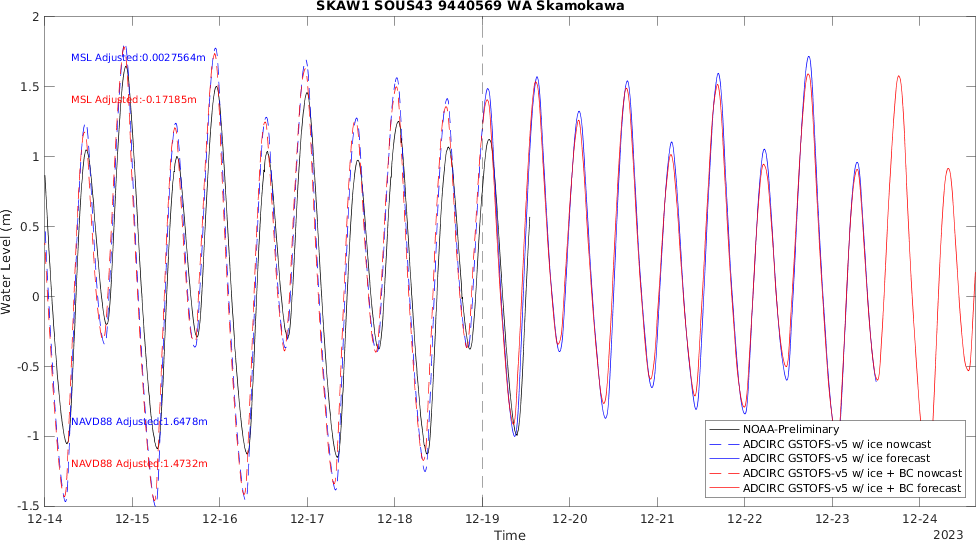 SKAW1 SOUS43 9440569 WA Skamokawa
2
1.5
1
0.5
0
-0.5
-1
-1.5
Water Level (m)
MSL Adjusted:0.0027564m
MSL Adjusted:-0.17185m
NAVD88 Adjusted:1.6478m
NAVD88 Adjusted:1.4732m
NOAA-Preliminary
ADCIRC GSTOFS-v5 w/ ice nowcast
ADCIRC GSTOFS-v5 w/ ice forecast
ADCIRC GSTOFS-v5 w/ ice + BC nowcast
ADCIRC GSTOFS-v5 w/ ice + BC forecast
12-14 12-15 12-16 12-17 12-18 12-19 12-20 12-21 12-22 12-23 12-24
Time
2023